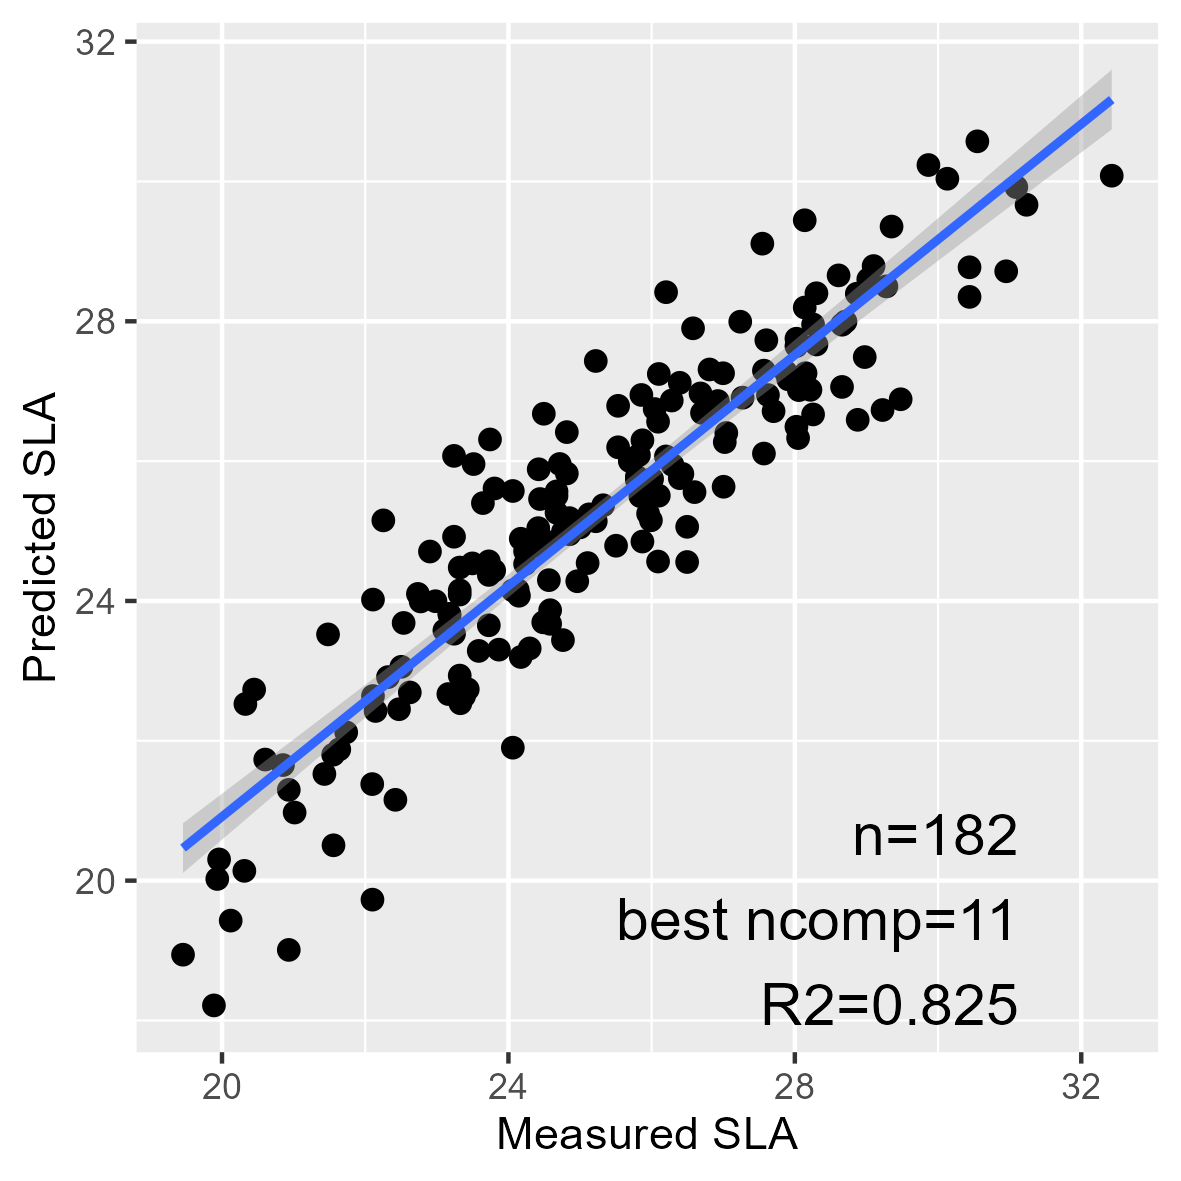 32
28
24
20
Predicted SLA
n=182
best ncomp=11
R2=0.825
20 24 28 32
Measured SLA